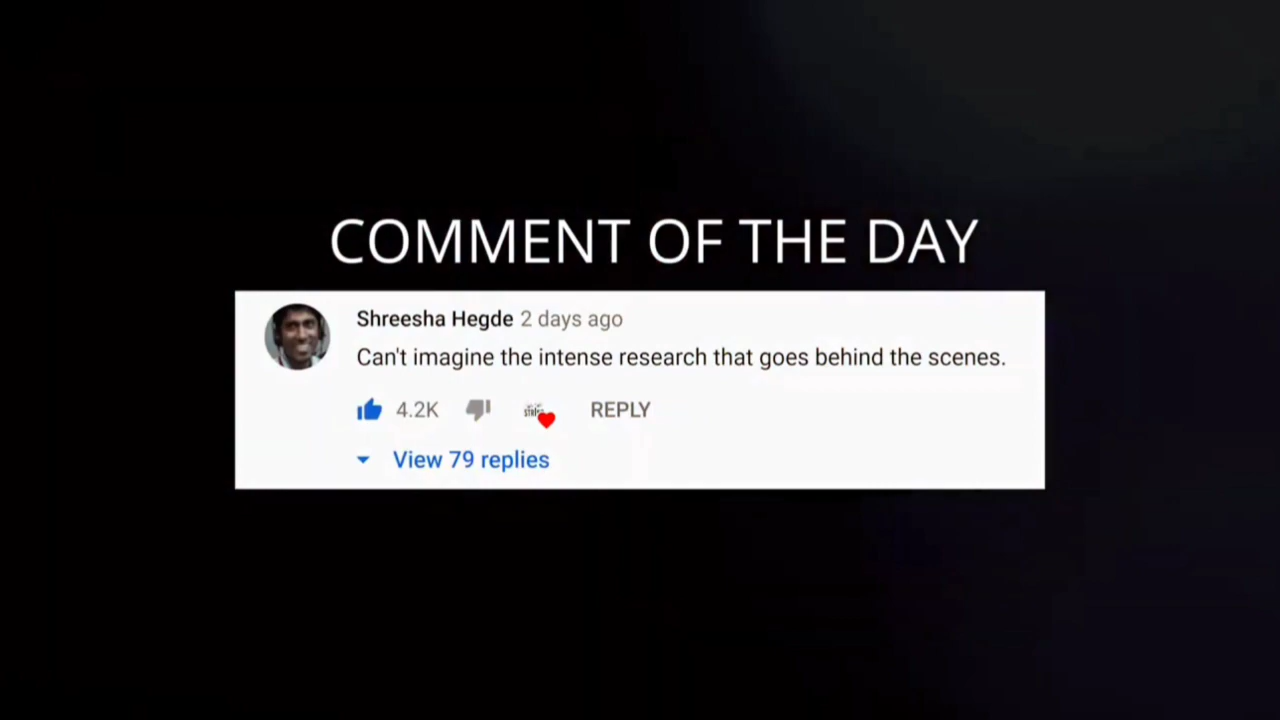 COMMENT OF THE DAY
Shreesha Hegde 2 days ago
Can't imagine the intense research that goes behind the scenes.
4.2K REPLY
View 79 replies